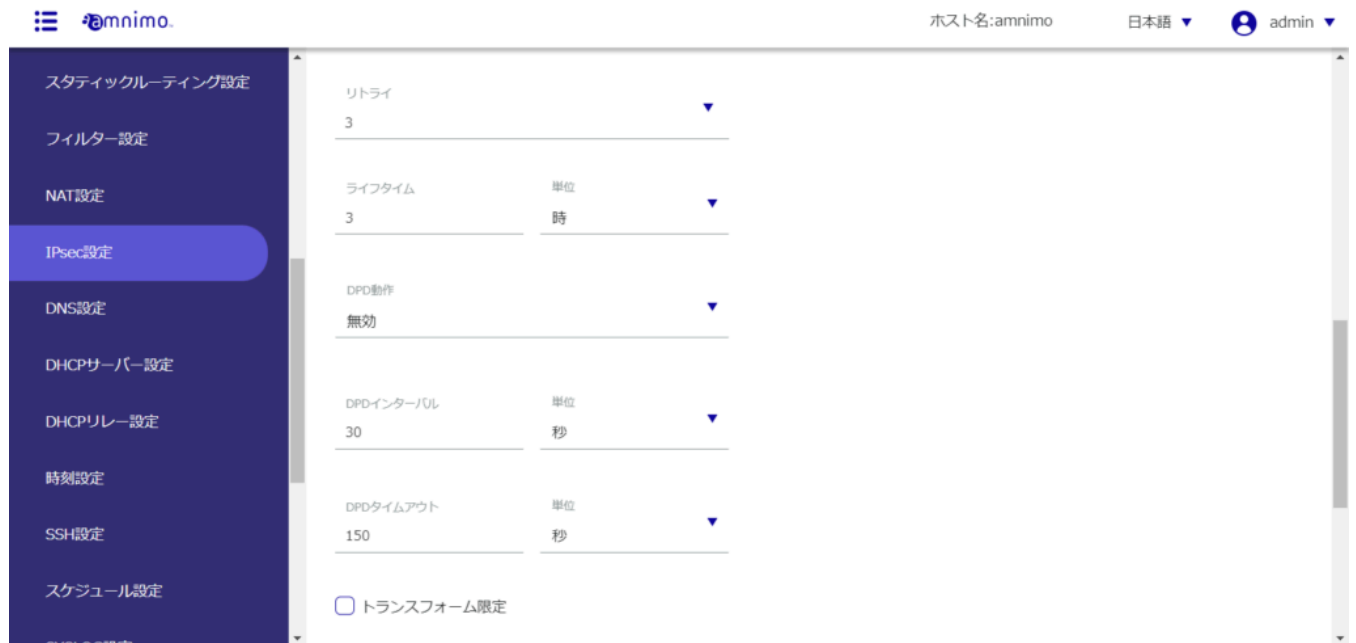 amnimo
ホスト名:amnimo
日本語
admin
スタティックルーティング設定
フィルター設定
NAT設定
IPsec設定
DNS設定
DHCPサーバー設定
DHCPリレー設定
時刻設定
SSH設定
スケジュール設定
リトライ
3
ライフタイム
単位
3
時
DPD動作
無効
DPDインターバル
単位
30
秒
DPDタイムアウト
単位
150
秒
トランスフォーム限定